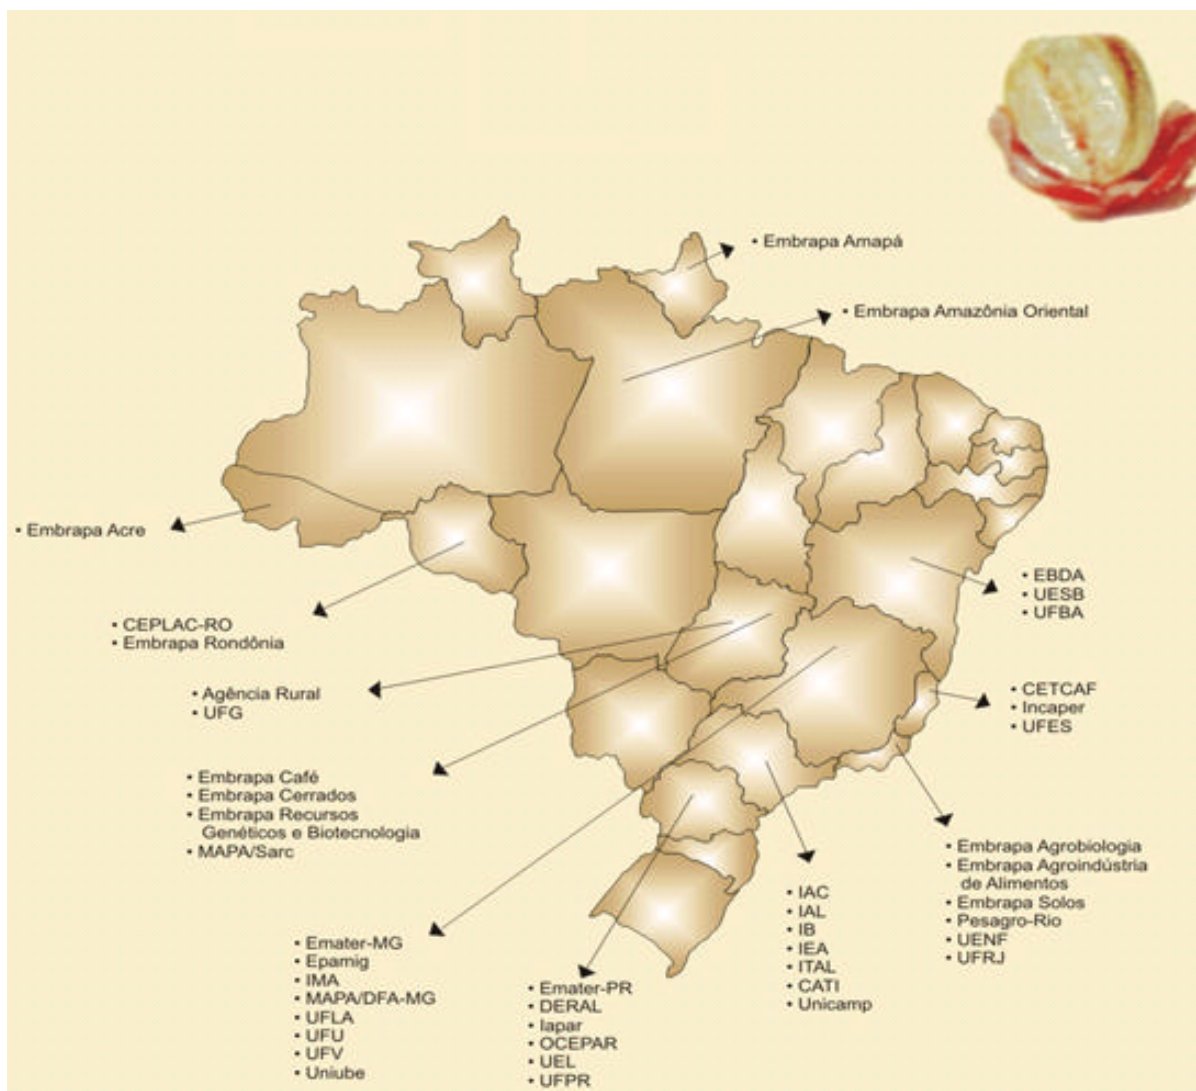 • Embrapa Amapá
• Embrapa Amazônia Oriental
• Embrapa Acre
• EBDA
• UESB
• UFBA
• CEPLAC-RO
• Embrapa Rondônia
• Agência Rural
• UFG
• CETCAF
• Incaper
• UFES
• Embrapa Café
• Embrapa Cerrados
• Embrapa Recursos
Genéticos e Biotecnologia
• MAPA/Sarc
• Embrapa Agrobiologia
• Embrapa Agroindústria
de Alimentos
• Embrapa Solos
• Pesagro-Rio
• UENF
• UFRJ
• IAC
• IAL
• IB
• IEA
• ITAL
• CATI
• Unicamp
• Emater-MG
• Epamig
• IMA
• MAPA/DFA-MG
• UFLA
• UFU
• UFV
• Uniube
• Emater-PR
• DERAL
• Iapar
• OCEPAR
• UEL
• UFPR